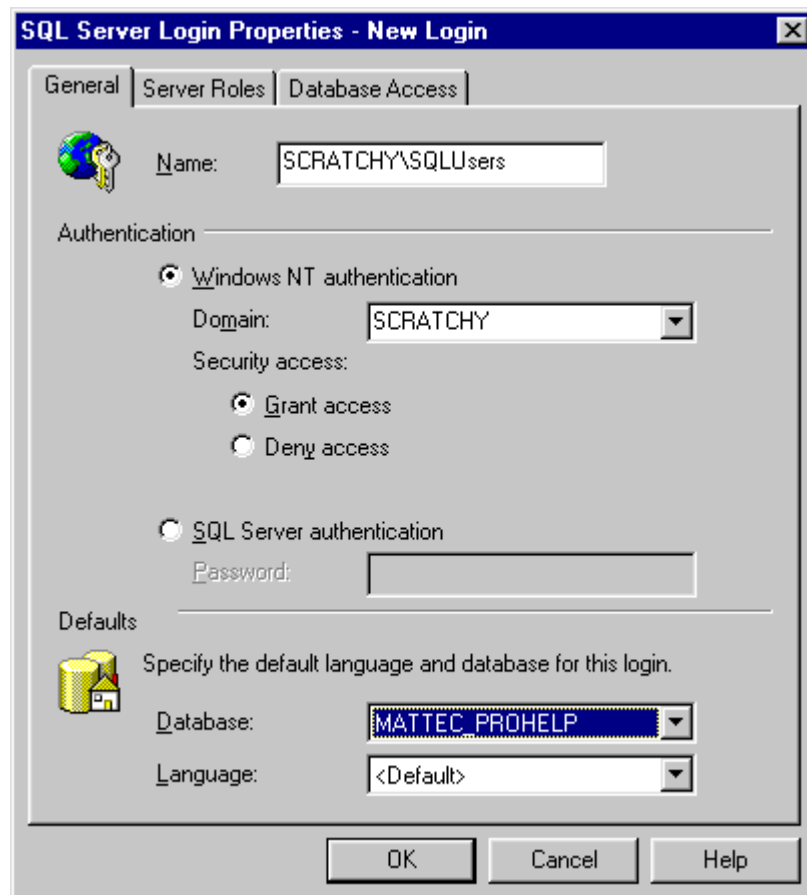 SQL Server Login Properties - New Login
General Server Roles Database Access
Name: SCRATCHY\SQLUsers
Authentication
Windows NT authentication
Domain: SCRATCHY
Security access:
Grant access
Deny access
SQL Server authentication
Password:
Defaults
Specify the default language and database for this login.
Database: MATTEC_PROHELP
Language: <Default>
OK Cancel Help